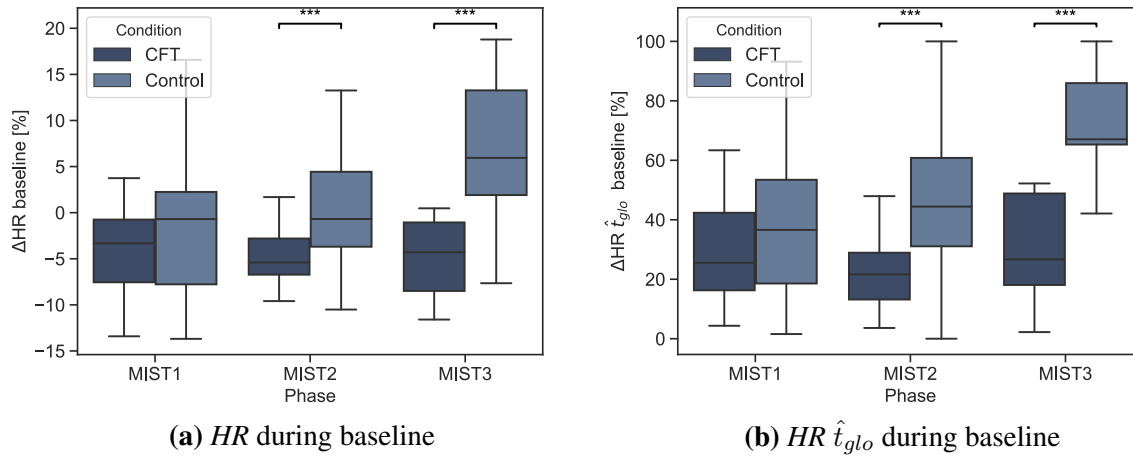 ***
***
20
15
10
5
0
−5
−10
−15
ΔHR baseline [%]
Condition
CFT
Control
MIST1
MIST2
MIST3
Phase
(a) HR during baseline
***
***
100
80
60
40
20
0
ΔHR t̂_glo baseline [%]
Condition
CFT
Control
MIST1
MIST2
MIST3
Phase
(b) HR t̂_glo during baseline